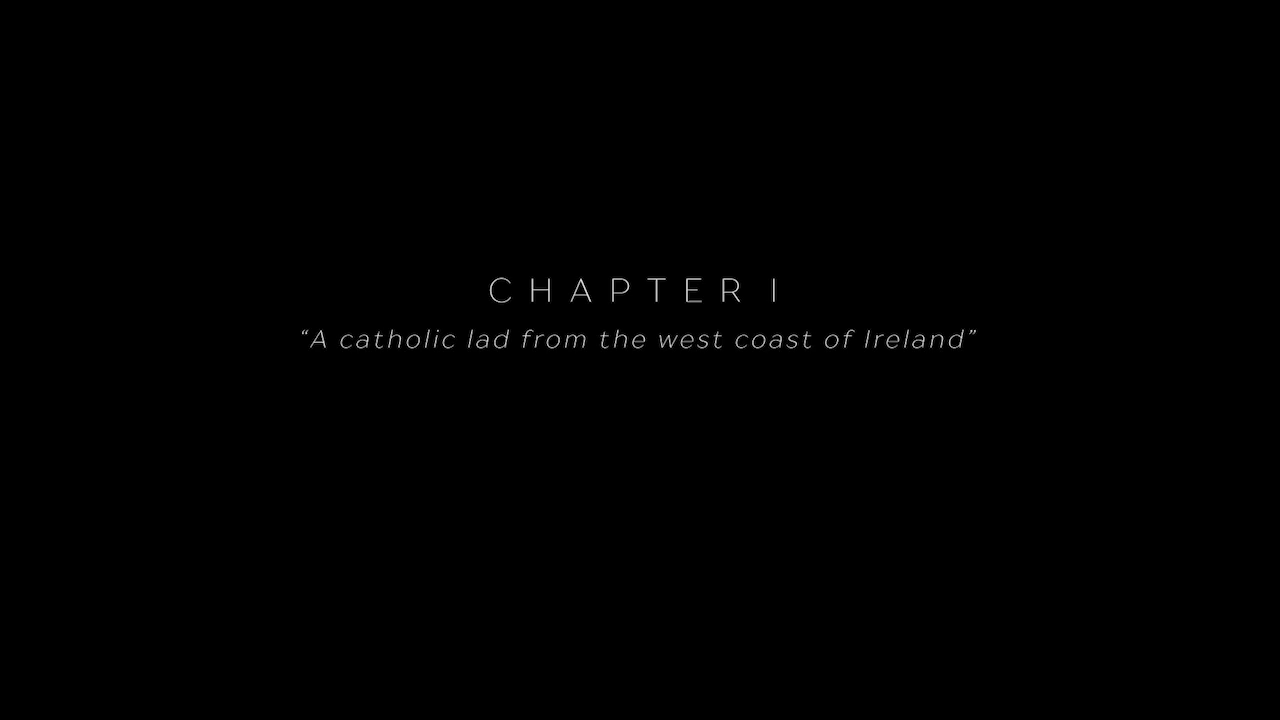 CHAPTER I
“A catholic lad from the west coast of Ireland”